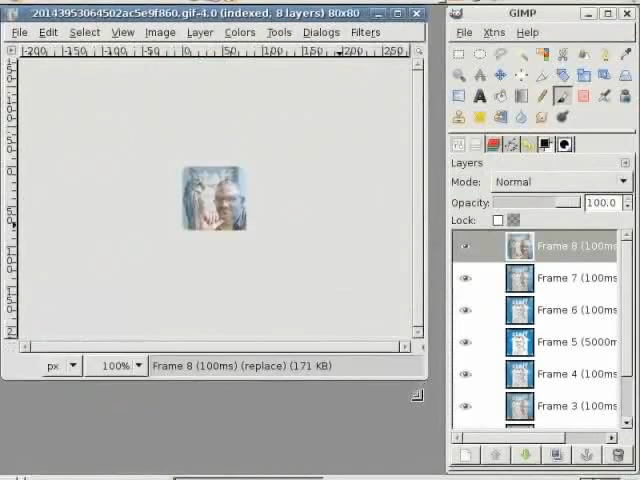 20143953064502ac5e9f860.gif-4.0 (indexed, 8 layers) 80x80
File Edit Select View Image Layer Colors Tools Dialogs Filters
-200 -150 -100 -50 0 50 100 150 200 250
px 100% Frame 8 (100ms) (replace) (171 KB)
GIMP
File Xtns Help
Layers
Mode: Normal
Opacity: 100.0
Lock:
Frame 8 (100ms
Frame 7 (100ms
Frame 6 (100ms
Frame 5 (5000m
Frame 4 (100ms
Frame 3 (100ms